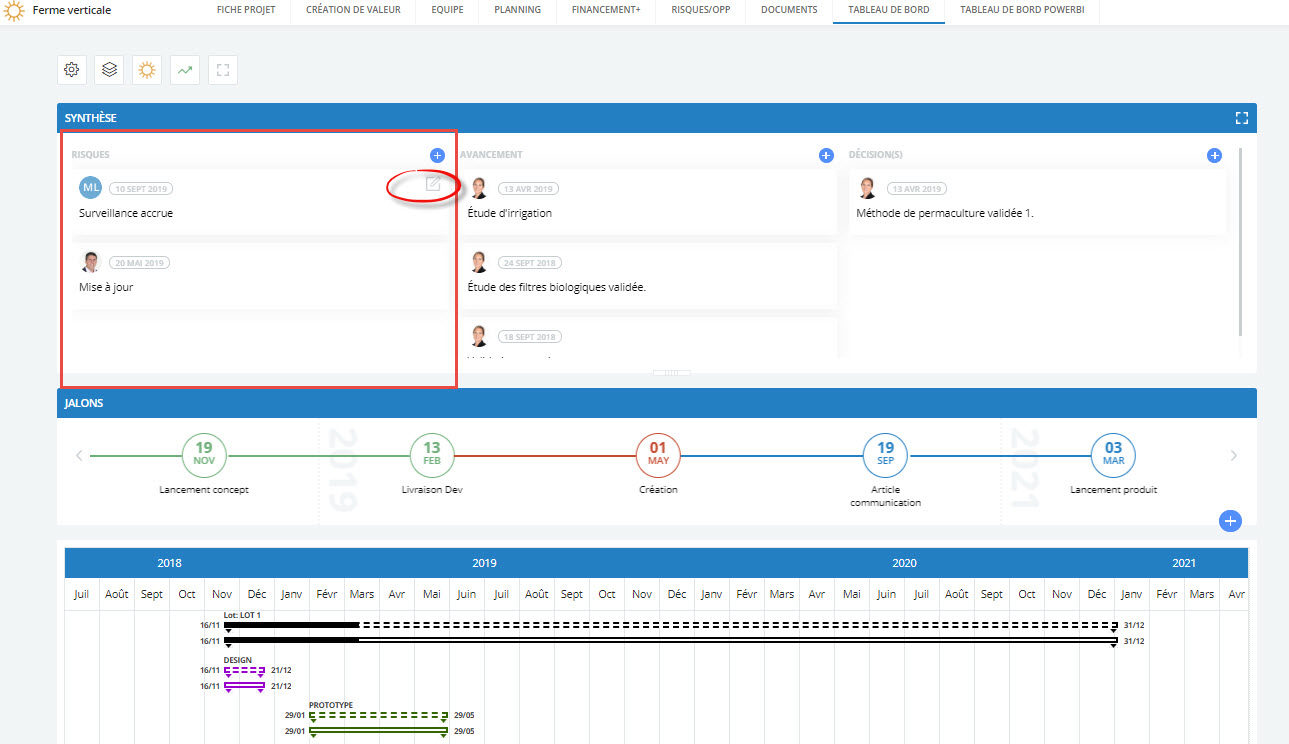 Ferme verticale
FICHE PROJET CRÉATION DE VALEUR EQUIPE PLANNING FINANCEMENT+ RISQUES/OPP DOCUMENTS TABLEAU DE BORD TABLEAU DE BORD POWERBI
SYNTHÈSE
RISQUES
ML 10 SEPT 2019
Surveillance accrue
20 MAI 2019
Mise à jour
AVANCEMENT
13 AVR 2019
Étude d'irrigation
24 SEPT 2018
Étude des filtres biologiques validée.
18 SEPT 2018
DÉCISION(S)
13 AVR 2019
Méthode de permaculture validée 1.
JALONS
19 NOV
Lancement concept
2019
13 FEB
Livraison Dev
01 MAY
Création
19 SEP
Article
communication
2021
03 MAR
Lancement produit
2018 2019 2020 2021
Juil Août Sept Oct Nov Déc Janv Févr Mars Avr Mai Juin Juil Août Sept Oct Nov Déc Janv Févr Mars Avr Mai Juin Juil Août Sept Oct Nov Déc Janv Févr Mars Avr
Lot: LOT 1
16/11 31/12
16/11 31/12
DESIGN
16/11 21/12
16/11 21/12
PROTOTYPE
29/01 29/05
29/01 29/05